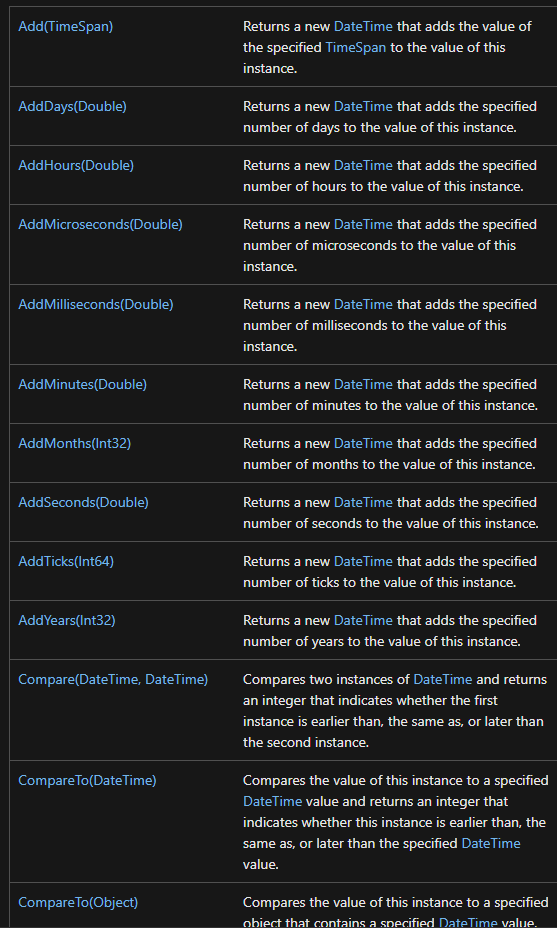 Add(TimeSpan)
Returns a new DateTime that adds the value of
the specified TimeSpan to the value of this
instance.
AddDays(Double)
Returns a new DateTime that adds the specified
number of days to the value of this instance.
AddHours(Double)
Returns a new DateTime that adds the specified
number of hours to the value of this instance.
AddMicroseconds(Double)
Returns a new DateTime that adds the specified
number of microseconds to the value of this
instance.
AddMilliseconds(Double)
Returns a new DateTime that adds the specified
number of milliseconds to the value of this
instance.
AddMinutes(Double)
Returns a new DateTime that adds the specified
number of minutes to the value of this instance.
AddMonths(Int32)
Returns a new DateTime that adds the specified
number of months to the value of this instance.
AddSeconds(Double)
Returns a new DateTime that adds the specified
number of seconds to the value of this instance.
AddTicks(Int64)
Returns a new DateTime that adds the specified
number of ticks to the value of this instance.
AddYears(Int32)
Returns a new DateTime that adds the specified
number of years to the value of this instance.
Compare(DateTime, DateTime)
Compares two instances of DateTime and returns
an integer that indicates whether the first
instance is earlier than, the same as, or later than
the second instance.
CompareTo(DateTime)
Compares the value of this instance to a specified
DateTime value and returns an integer that
indicates whether this instance is earlier than, the
same as, or later than the specified DateTime
value.
CompareTo(Object)
Compares the value of this instance to a specified
object that contains a specified DateTime value,